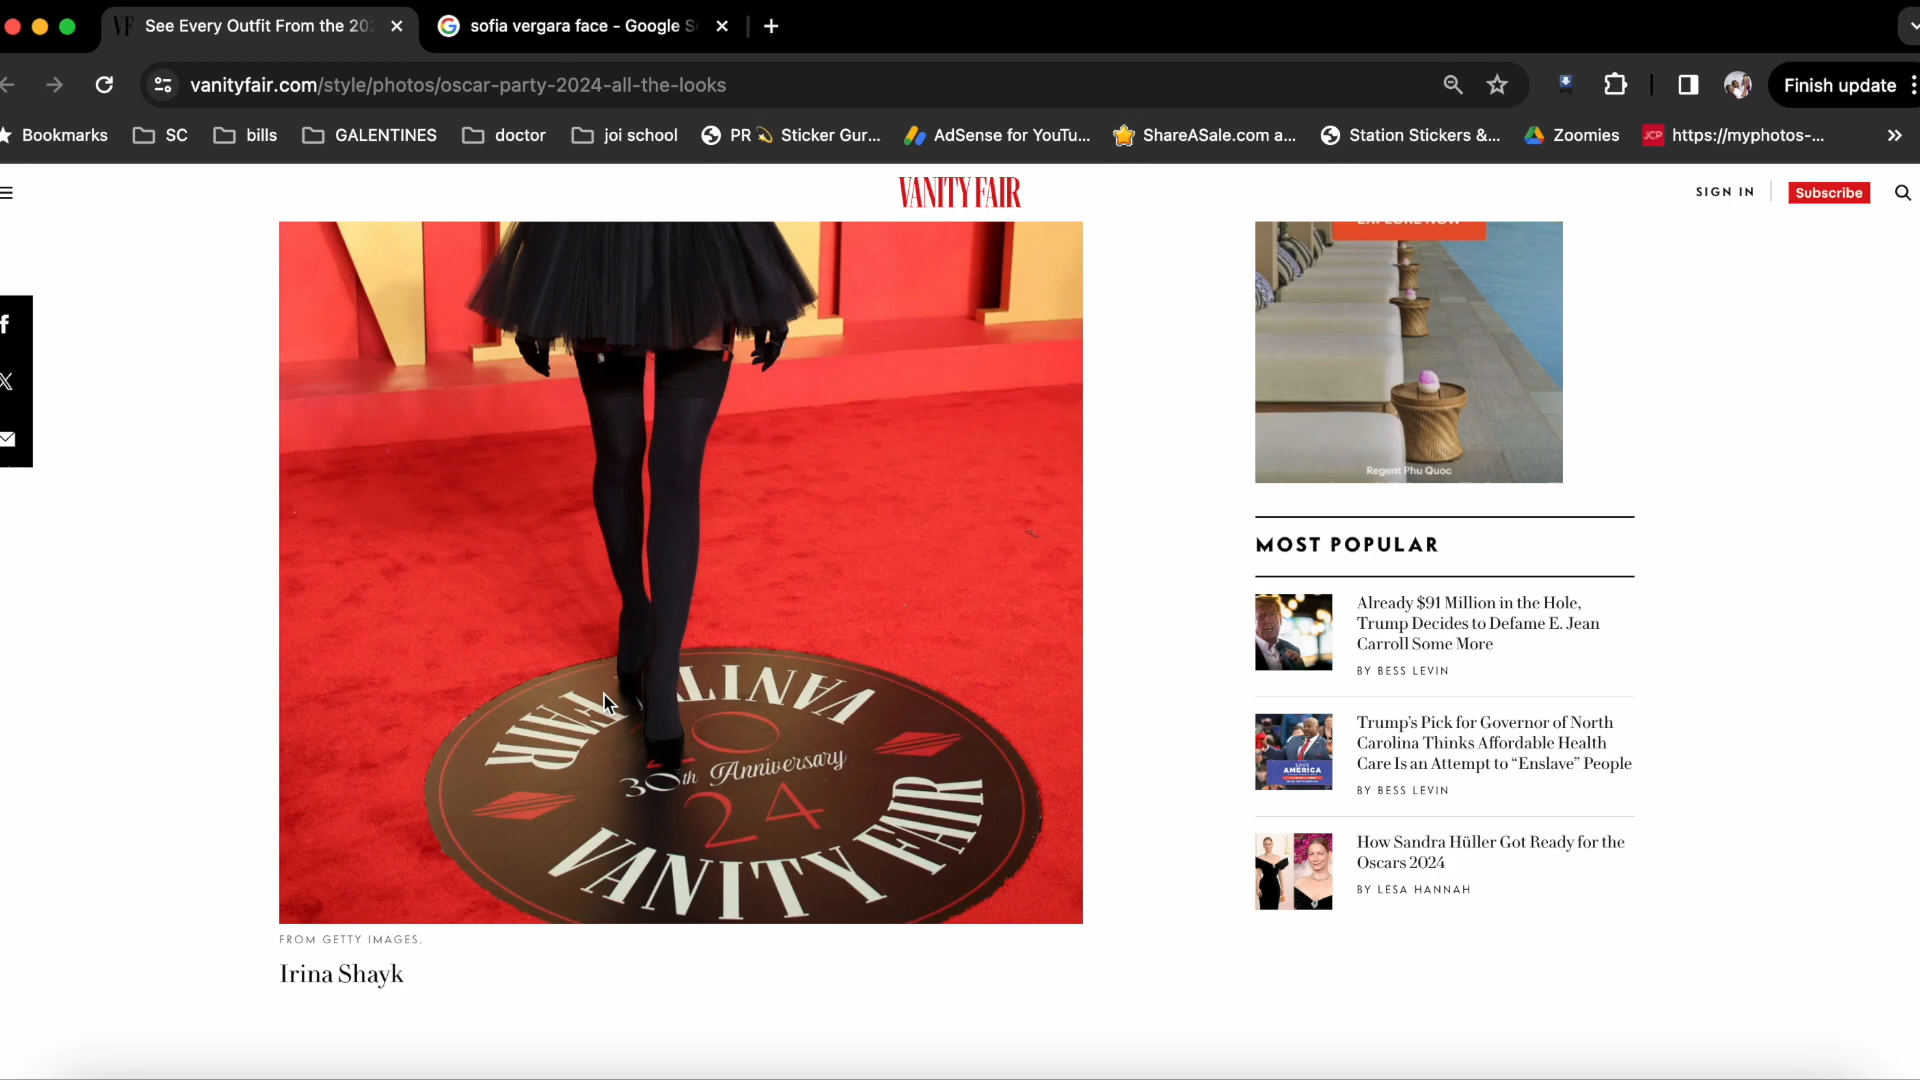 See Every Outfit From the 20
sofia vergara face - Google S
vanityfair.com/style/photos/oscar-party-2024-all-the-looks
Finish update
Bookmarks
SC
bills
GALENTINES
doctor
joi school
PR 💫 Sticker Gur...
AdSense for YouTu...
ShareASale.com a...
Station Stickers &...
Zoomies
JCP
https://myphotos-...
VANITY FAIR
SIGN IN
Subscribe
EXPLORE NOW
Regent Phu Quoc
MOST POPULAR
Already $91 Million in the Hole,
Trump Decides to Defame E. Jean
Carroll Some More
BY BESS LEVIN
Trump's Pick for Governor of North
Carolina Thinks Affordable Health
Care Is an Attempt to “Enslave” People
BY BESS LEVIN
AMERICA
How Sandra Hüller Got Ready for the
Oscars 2024
BY LESA HANNAH
VANITY FAIR
30th Anniversary
24
VANITY FAIR
FROM GETTY IMAGES.
Irina Shayk